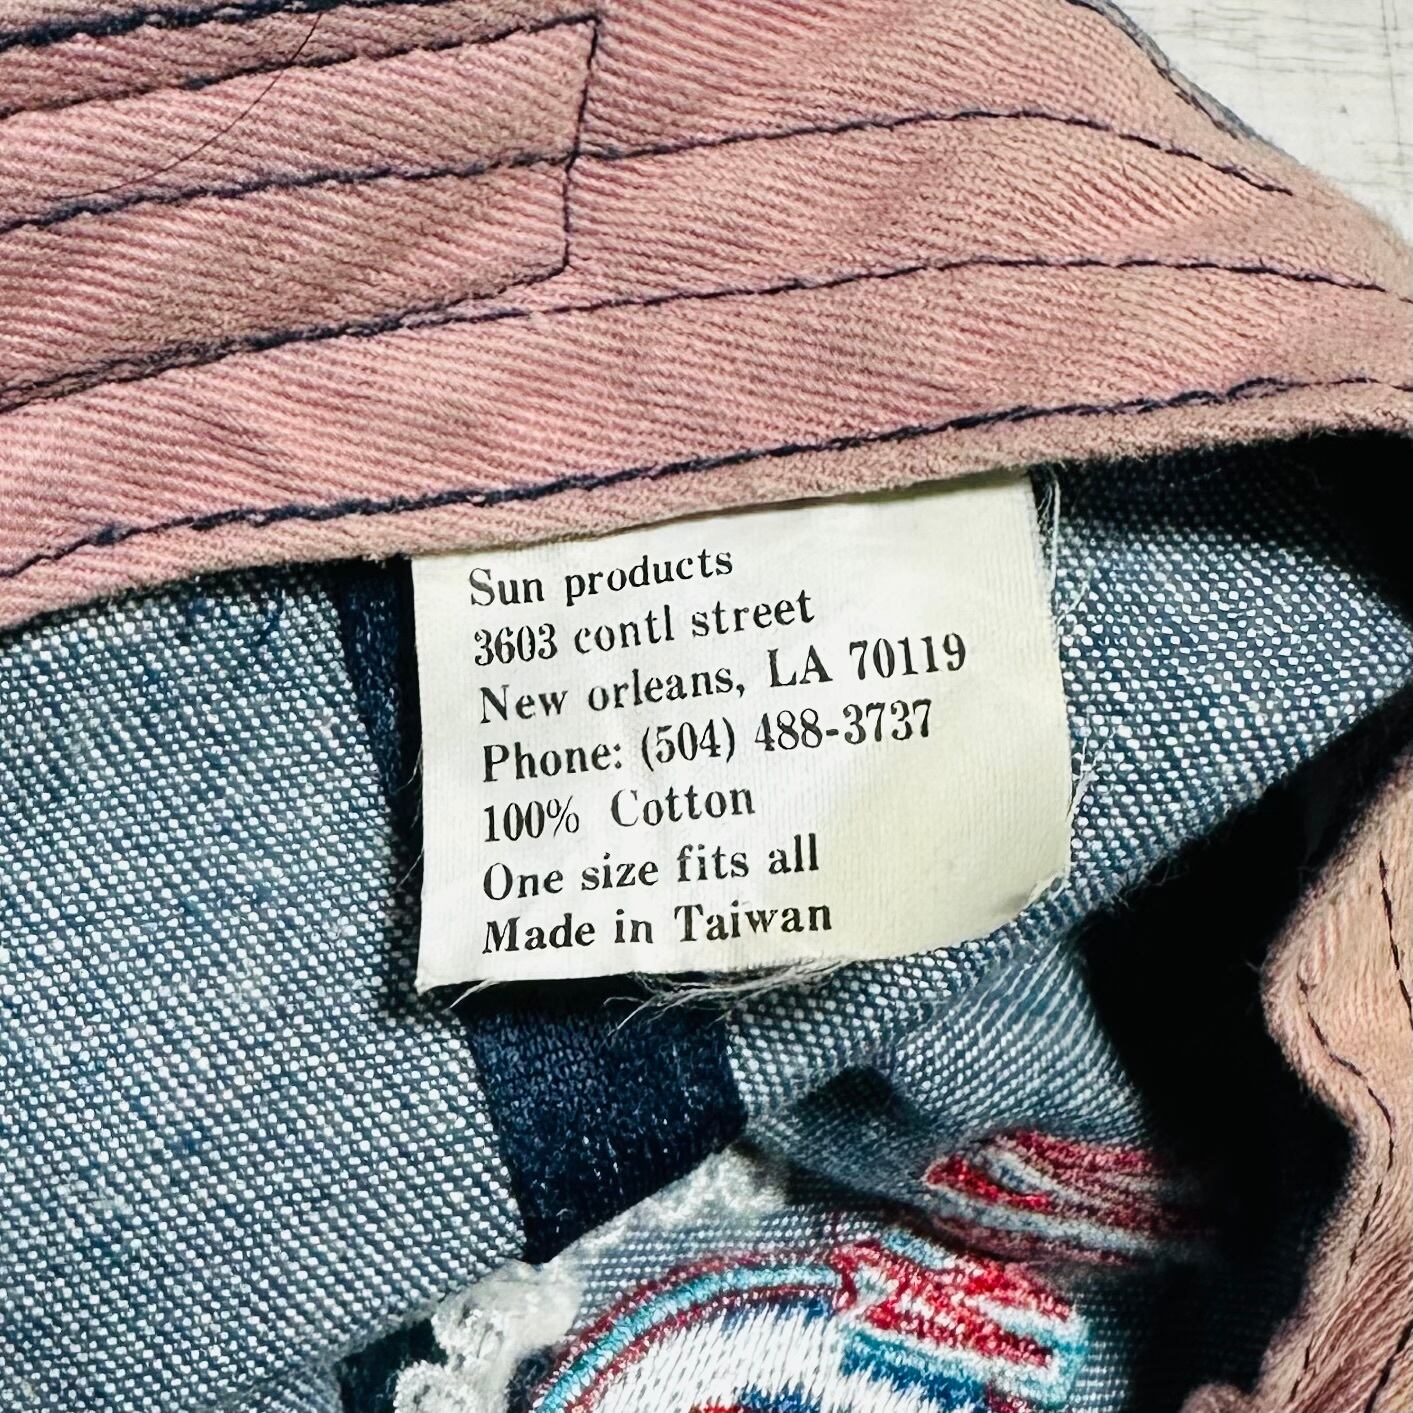 Sun products
3603 contl street
New orleans, LA 70119
Phone: (504) 488-3737
100% Cotton
One size fits all
Made in Taiwan